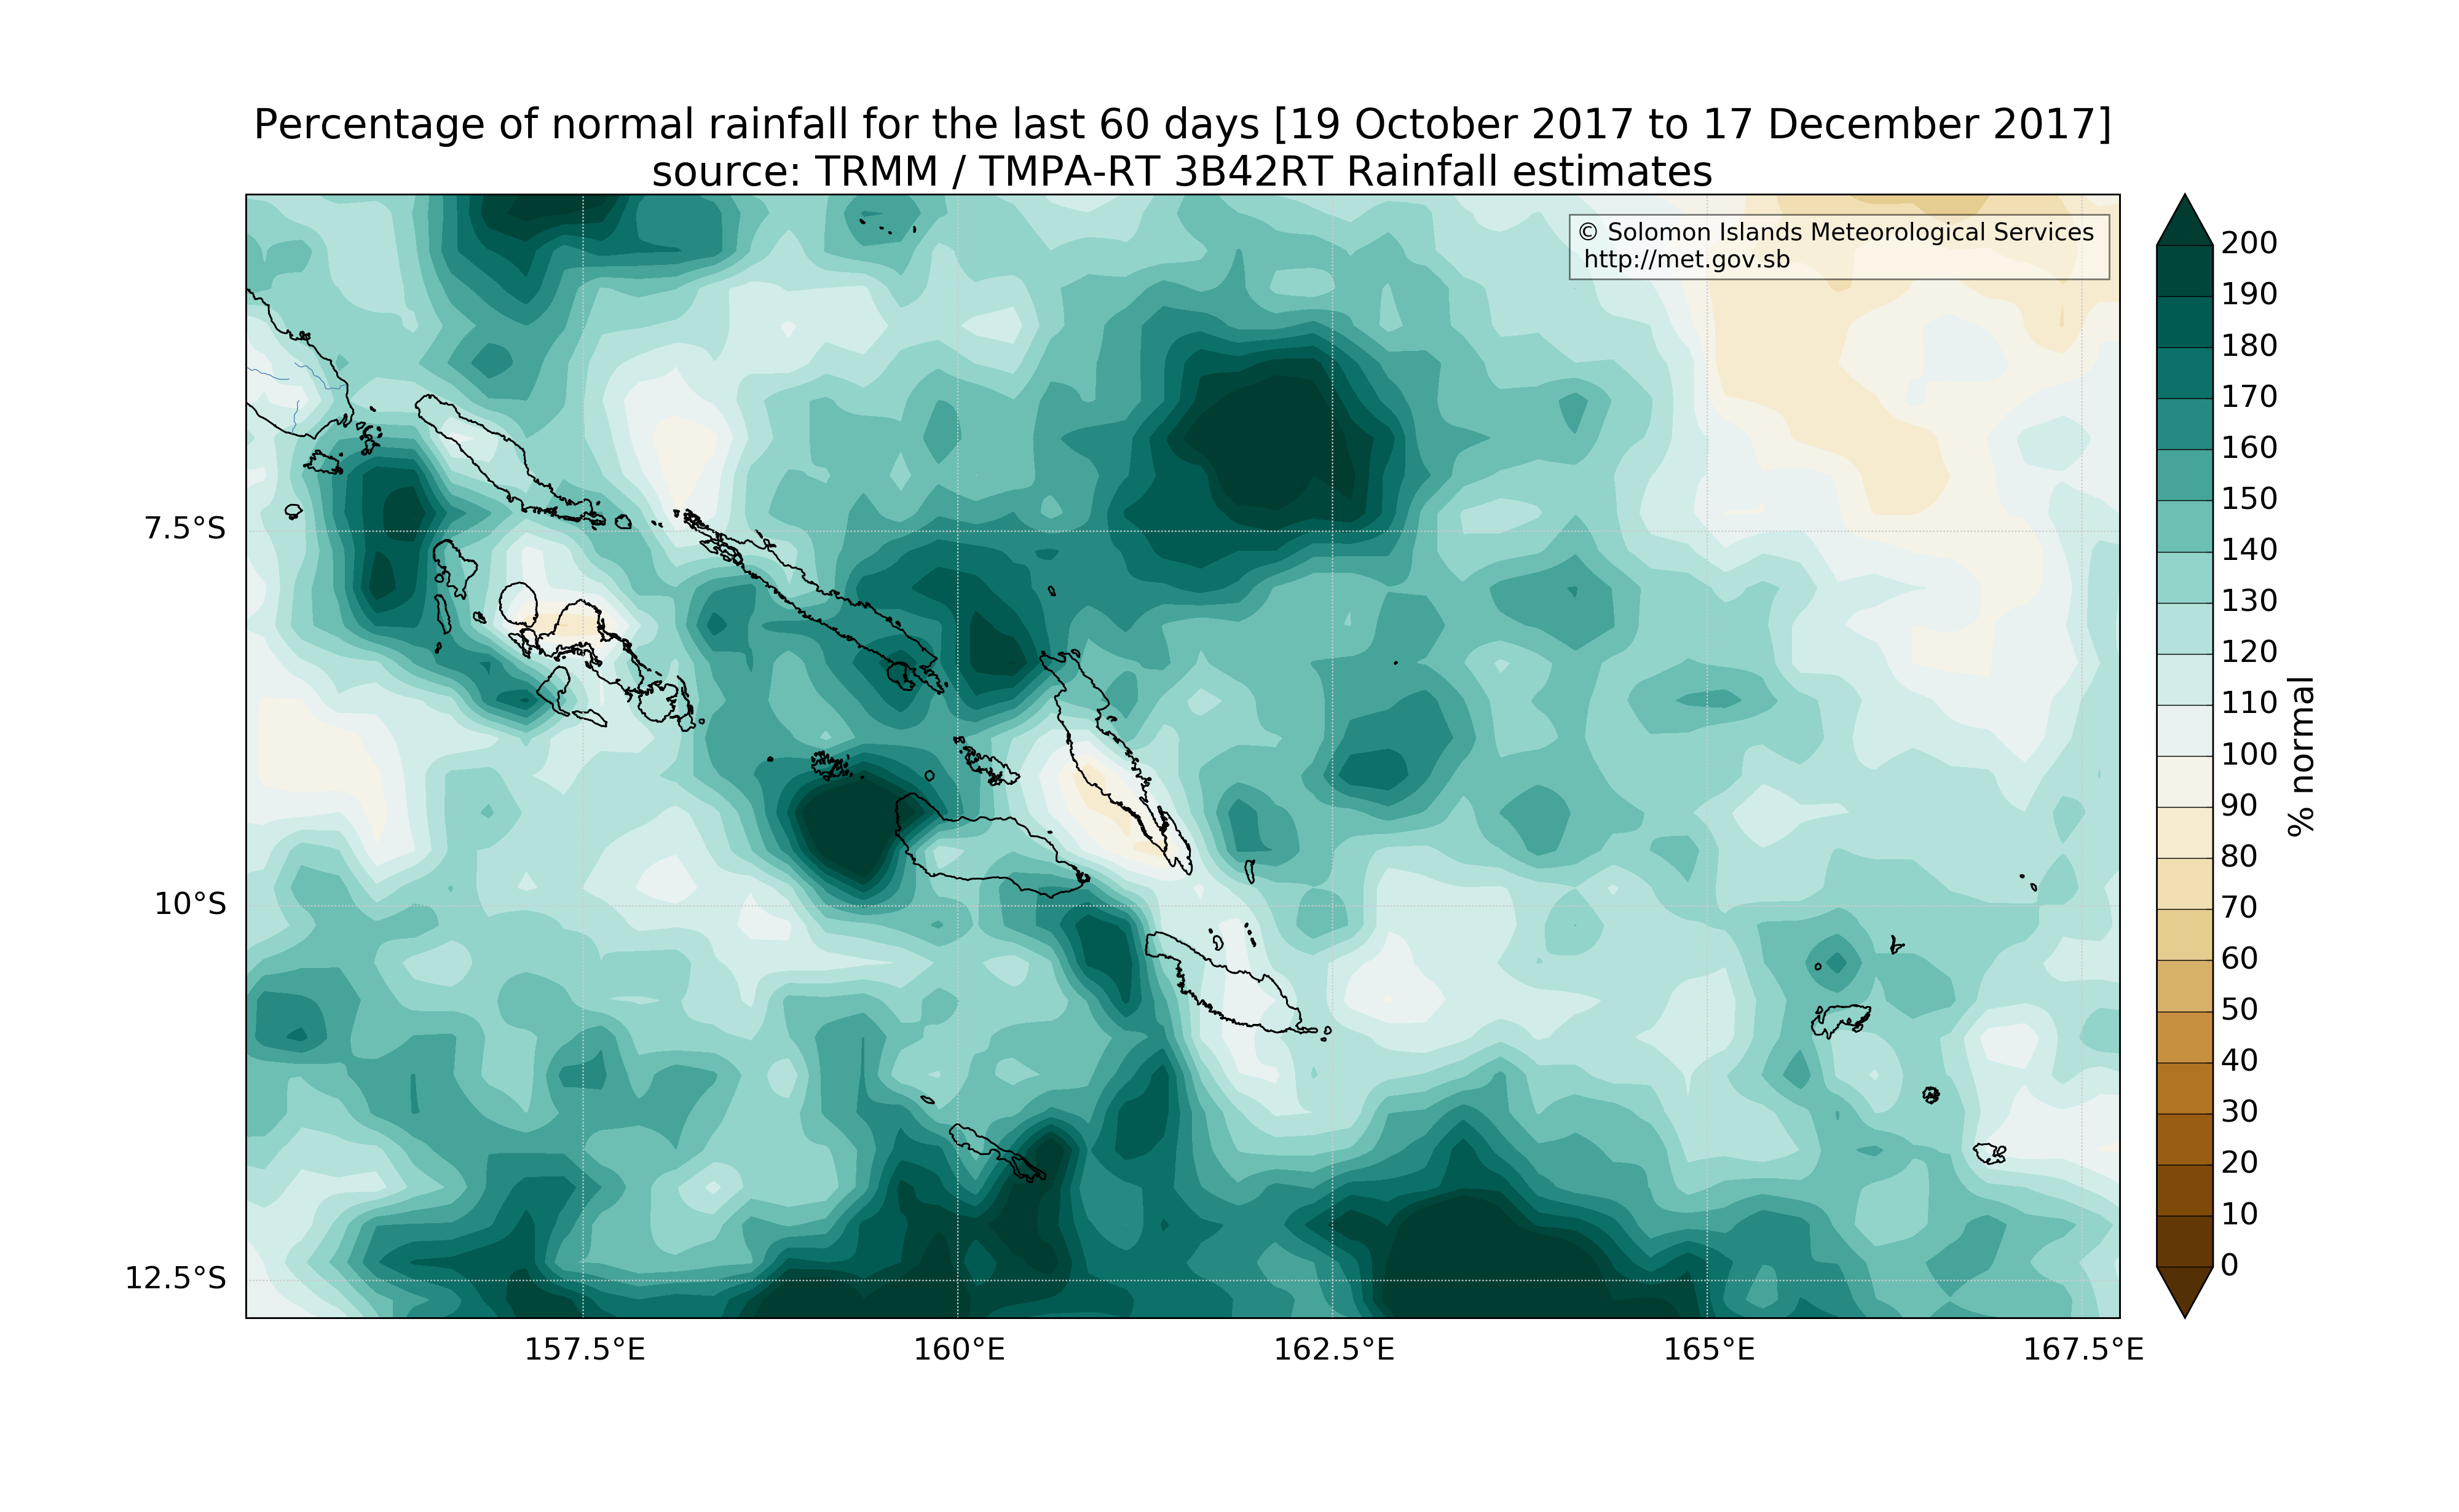 Percentage of normal rainfall for the last 60 days [19 October 2017 to 17 December 2017]
source: TRMM / TMPA-RT 3B42RT Rainfall estimates
© Solomon Islands Meteorological Services
http://met.gov.sb
7.5°S
10°S
12.5°S
157.5°E
160°E
162.5°E
165°E
167.5°E
200
190
180
170
160
150
140
130
120
110
100
90
80
70
60
50
40
30
20
10
0
% normal